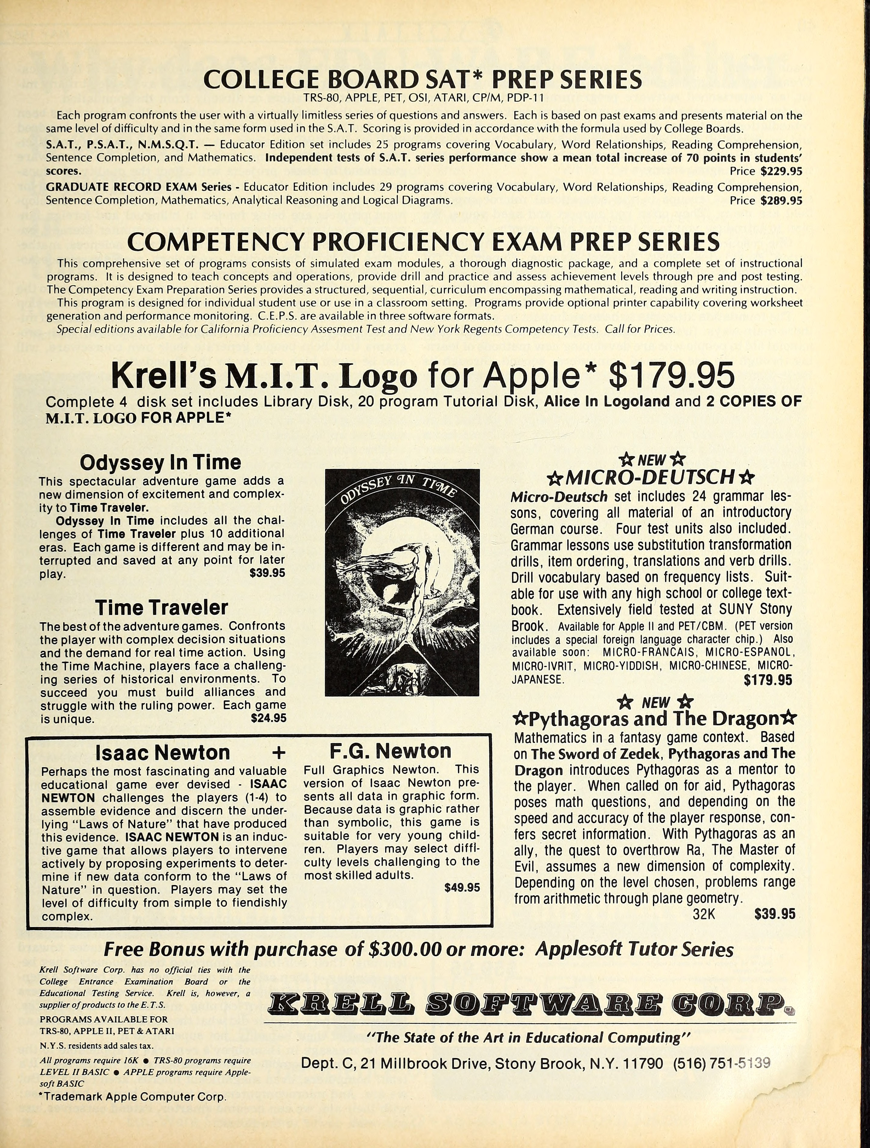 COLLEGE BOARD SAT* PREP SERIES
TRS-80, APPLE, PET, OSI, ATARI, CP/M, PDP-11
Each program confronts the user with a virtually limitless series of questions and answers. Each is based on past exams and presents material on the
same level of difficulty and in the same form used in the S.A.T. Scoring is provided in accordance with the formula used by College Boards.
S.A.T., P.S.A.T., N.M.S.Q.T. — Educator Edition set includes 25 programs covering Vocabulary, Word Relationships, Reading Comprehension,
Sentence Completion, and Mathematics. Independent tests of S.A.T. series performance show a mean total increase of 70 points in students'
scores. Price $229.95
GRADUATE RECORD EXAM Series - Educator Edition includes 29 programs covering Vocabulary, Word Relationships, Reading Comprehension,
Sentence Completion, Mathematics, Analytical Reasoning and Logical Diagrams. Price $289.95
COMPETENCY PROFICIENCY EXAM PREP SERIES
This comprehensive set of programs consists of simulated exam modules, a thorough diagnostic package, and a complete set of instructional
programs. It is designed to teach concepts and operations, provide drill and practice and assess achievement levels through pre and post testing.
The Competency Exam Preparation Series provides a structured, sequential, curriculum encompassing mathematical, reading and writing instruction.
This program is designed for individual student use or use in a classroom setting. Programs provide optional printer capability covering worksheet
generation and performance monitoring. C.E.P.S. are available in three software formats.
Special editions available for California Proficiency Assesment Test and New York Regents Competency Tests. Call for Prices.
Krell's M.I.T. Logo for Apple* $179.95
Complete 4 disk set includes Library Disk, 20 program Tutorial Disk, Alice In Logoland and 2 COPIES OF
M.I.T. LOGO FOR APPLE*
Odyssey In Time
This spectacular adventure game adds a
new dimension of excitement and complex-
ity to Time Traveler.
Odyssey In Time includes all the chal-
lenges of Time Traveler plus 10 additional
eras. Each game is different and may be in-
terrupted and saved at any point for later
play. $39.95
Time Traveler
The best of the adventure games. Confronts
the player with complex decision situations
and the demand for real time action. Using
the Time Machine, players face a challeng-
ing series of historical environments. To
succeed you must build alliances and
struggle with the ruling power. Each game
is unique. $24.95
ODYSSEY IN TIME
☆ NEW ☆
☆MICRO-DEUTSCH☆
Micro-Deutsch set includes 24 grammar les-
sons, covering all material of an introductory
German course. Four test units also included.
Grammar lessons use substitution transformation
drills, item ordering, translations and verb drills.
Drill vocabulary based on frequency lists. Suit-
able for use with any high school or college text-
book. Extensively field tested at SUNY Stony
Brook. Available for Apple II and PET/CBM. (PET version
includes a special foreign language character chip.) Also
available soon: MICRO-FRANCAIS, MICRO-ESPANOL,
MICRO-IVRIT, MICRO-YIDDISH, MICRO-CHINESE, MICRO-
JAPANESE. $179.95
☆ NEW ☆
☆Pythagoras and The Dragon☆
Mathematics in a fantasy game context. Based
on The Sword of Zedek, Pythagoras and The
Dragon introduces Pythagoras as a mentor to
the player. When called on for aid, Pythagoras
poses math questions, and depending on the
speed and accuracy of the player response, con-
fers secret information. With Pythagoras as an
ally, the quest to overthrow Ra, The Master of
Evil, assumes a new dimension of complexity.
Depending on the level chosen, problems range
from arithmetic through plane geometry.
32K $39.95
Isaac Newton +
Perhaps the most fascinating and valuable
educational game ever devised - ISAAC
NEWTON challenges the players (1-4) to
assemble evidence and discern the under-
lying "Laws of Nature" that have produced
this evidence. ISAAC NEWTON is an induc-
tive game that allows players to intervene
actively by proposing experiments to deter-
mine if new data conform to the "Laws of
Nature" in question. Players may set the
level of difficulty from simple to fiendishly
complex.
F.G. Newton
Full Graphics Newton. This
version of Isaac Newton pre-
sents all data in graphic form.
Because data is graphic rather
than symbolic, this game is
suitable for very young child-
ren. Players may select diffi-
culty levels challenging to the
most skilled adults.
$49.95
Free Bonus with purchase of $300.00 or more: Applesoft Tutor Series
Krell Software Corp. has no official ties with the
College Entrance Examination Board or the
Educational Testing Service. Krell is, however, a
supplier of products to the E.T.S.
PROGRAMS AVAILABLE FOR
TRS-80, APPLE II, PET & ATARI
N.Y.S. residents add sales tax.
All programs require 16K ● TRS-80 programs require
LEVEL II BASIC ● APPLE programs require Apple-
soft BASIC
*Trademark Apple Computer Corp.
KRELL SOFTWARE CORP.
"The State of the Art in Educational Computing"
Dept. C, 21 Millbrook Drive, Stony Brook, N.Y. 11790 (516) 751-5139